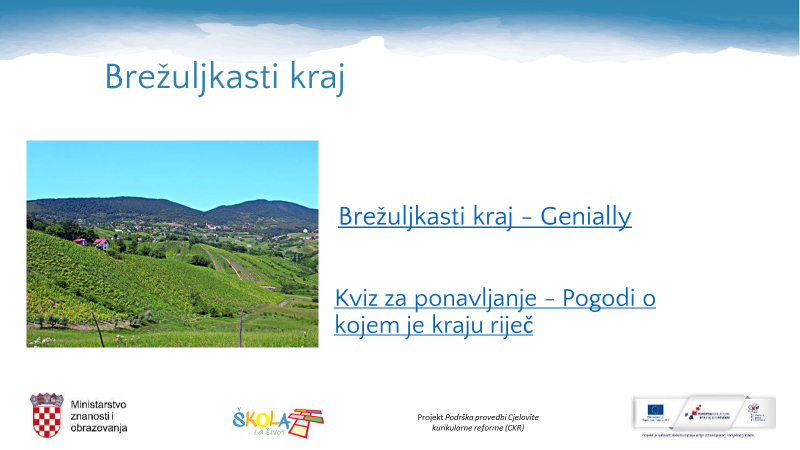 Brežuljkasti kraj
Brežuljkasti kraj – Genially
Kviz za ponavljanje – Pogodi o
kojem je kraju riječ
Ministarstvo
znanosti i
obrazovanja
ŠKOLA
za život
Projekt Podrška provedbi Cjelovite
kurikularne reforme (CKR)